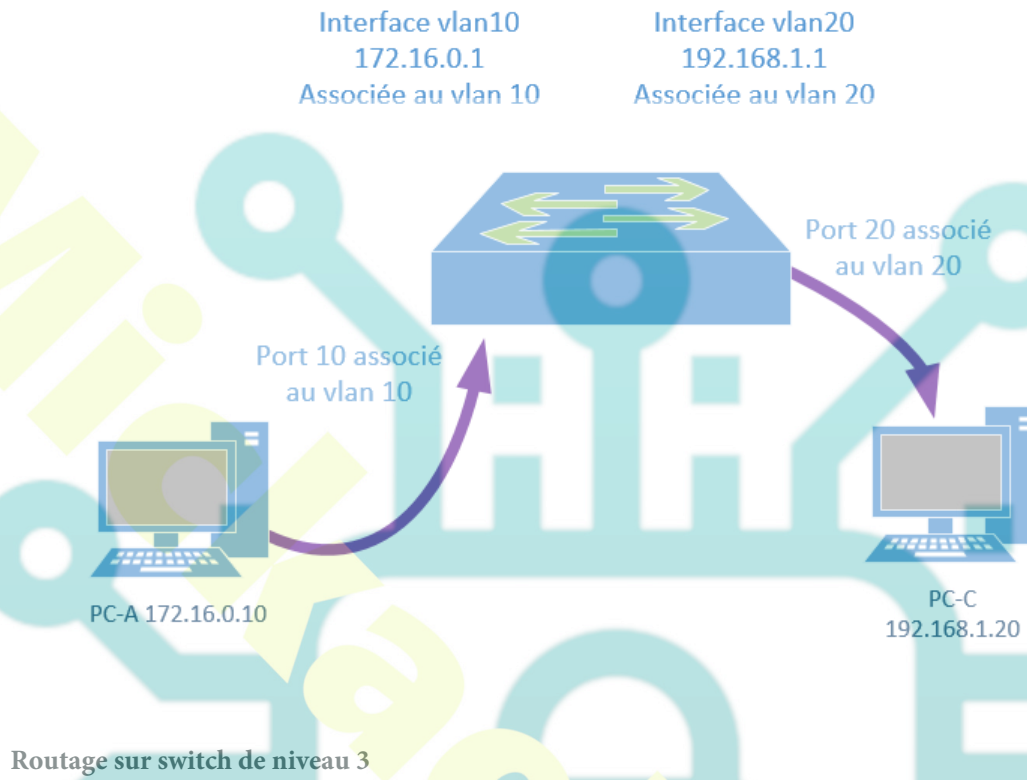 Interface vlan10
172.16.0.1
Associée au vlan 10
Interface vlan20
192.168.1.1
Associée au vlan 20
Port 20 associé
au vlan 20
Port 10 associé
au vlan 10
PC-A 172.16.0.10
PC-C
192.168.1.20
Routage sur switch de niveau 3